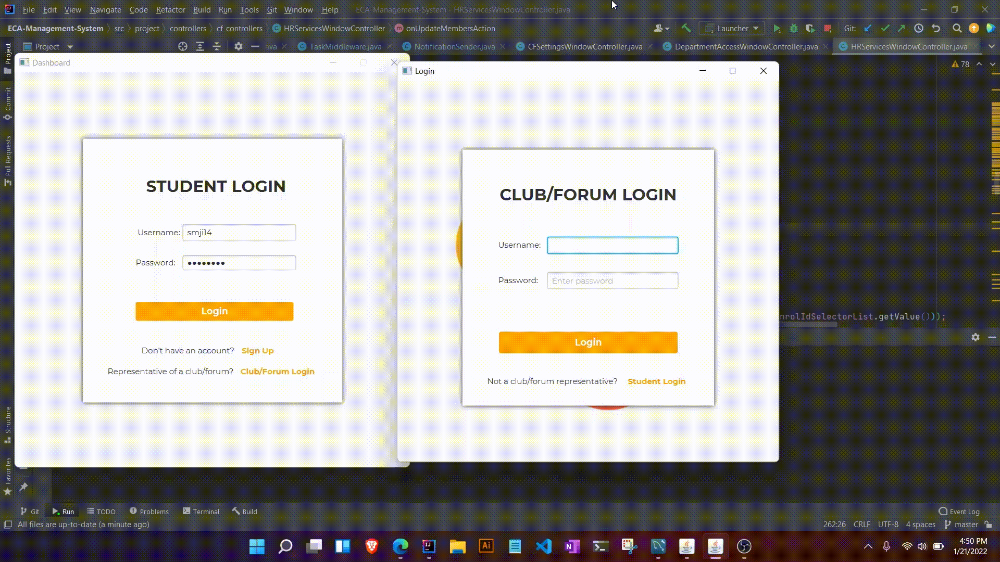 File Edit View Navigate Code Refactor Build Run Tools Git Window Help ECA-Management-System - HRServicesWindowController.java
ECA-Management-System src project controllers cf_controllers HRServicesWindowController onUpdateMembersAction Launcher Git:
Project ava TaskMiddleware.java NotificationSender.java CFSettingsWindowController.java DepartmentAccessWindowController.java HRServicesWindowController.java
78
Project
Commit
Pull Requests
Structure
Favorites
Dashboard
STUDENT LOGIN
Username: smji14
Password: ●●●●●●●●
Login
Don't have an account? Sign Up
Representative of a club/forum? Club/Forum Login
Login
CLUB/FORUM LOGIN
Username:
Password: Enter password
Login
Not a club/forum representative? Student Login
nrolIdSelectorList.getValue()));
Git Run TODO Problems Terminal Build Event Log
All files are up-to-date (a minute ago) 262:26 CRLF UTF-8 4 spaces master
4:50 PM
1/21/2022